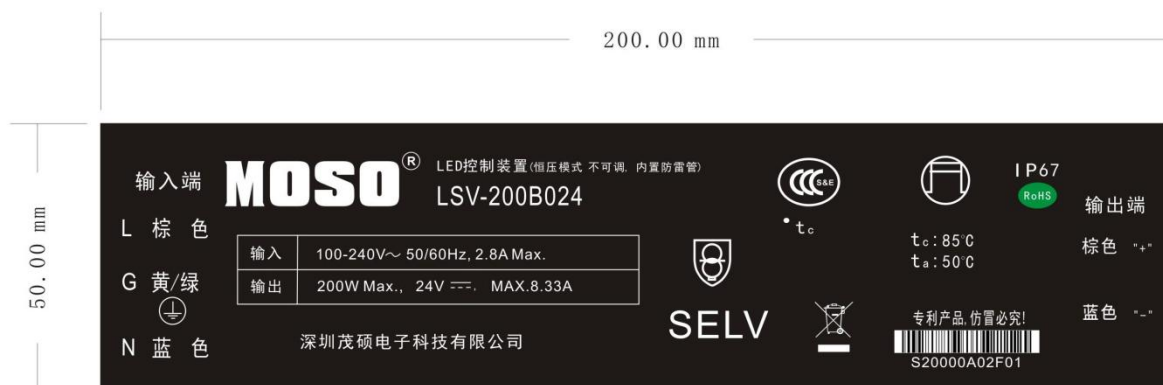 200.00 mm
50.00 mm
输入端
L 棕 色
G 黄/绿
N 蓝 色
MOSO®
LED控制装置(恒压模式 不可调, 内置防雷管)
LSV-200B024
输入 100-240V～ 50/60Hz, 2.8A Max.
输出 200W Max., 24V ⎓, MAX.8.33A
深圳茂硕电子科技有限公司
CCC S&E
tc
SELV
IP67
RoHS
tc:85℃
ta:50℃
专利产品,仿冒必究!
S20000A02F01
输出端
棕色 "+"
蓝色 "-"